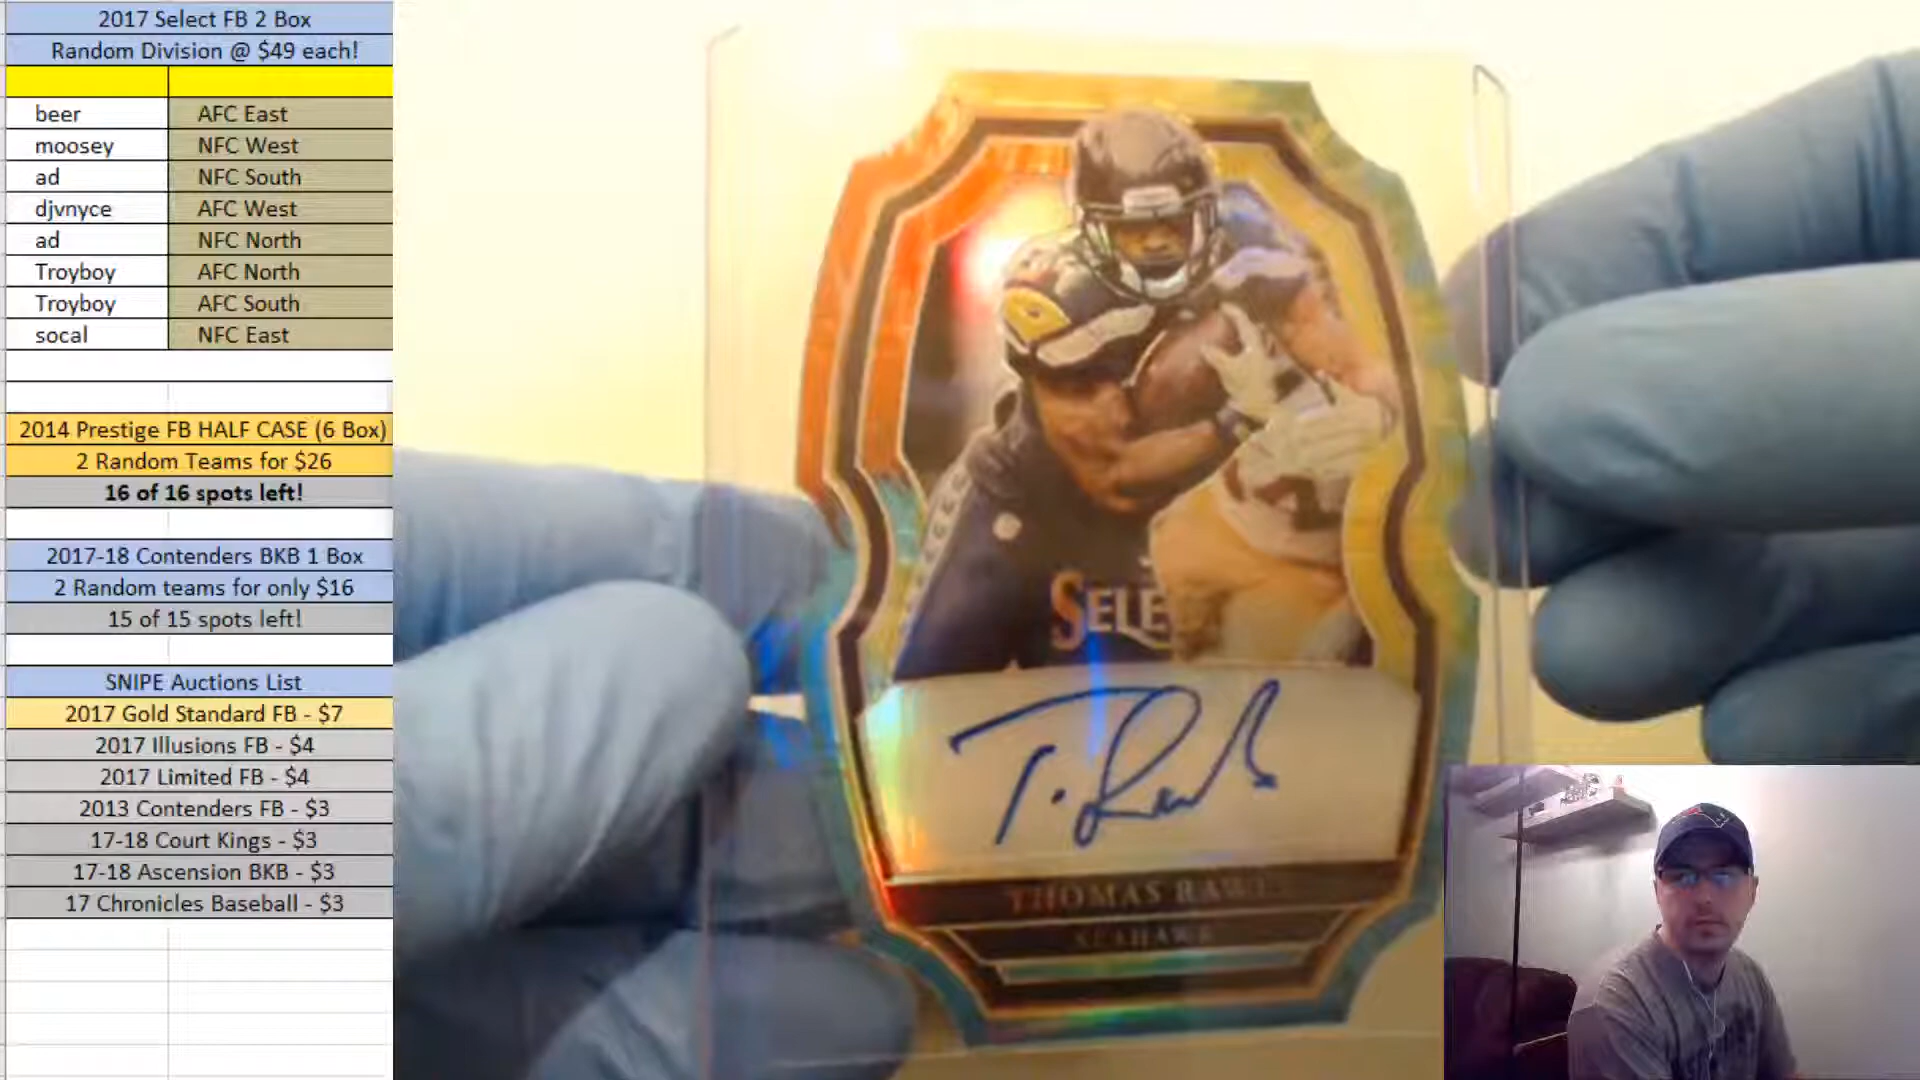 2017 Select FB 2 Box
Random Division @ $49 each!
beer AFC East
moosey NFC West
ad NFC South
djvnyce AFC West
ad NFC North
Troyboy AFC North
Troyboy AFC South
socal NFC East
2014 Prestige FB HALF CASE (6 Box)
2 Random Teams for $26
16 of 16 spots left!
2017-18 Contenders BKB 1 Box
2 Random teams for only $16
15 of 15 spots left!
SNIPE Auctions List
2017 Gold Standard FB - $7
2017 Illusions FB - $4
2017 Limited FB - $4
2013 Contenders FB - $3
17-18 Court Kings - $3
17-18 Ascension BKB - $3
17 Chronicles Baseball - $3
SELE
THOMAS
SEAHAWK